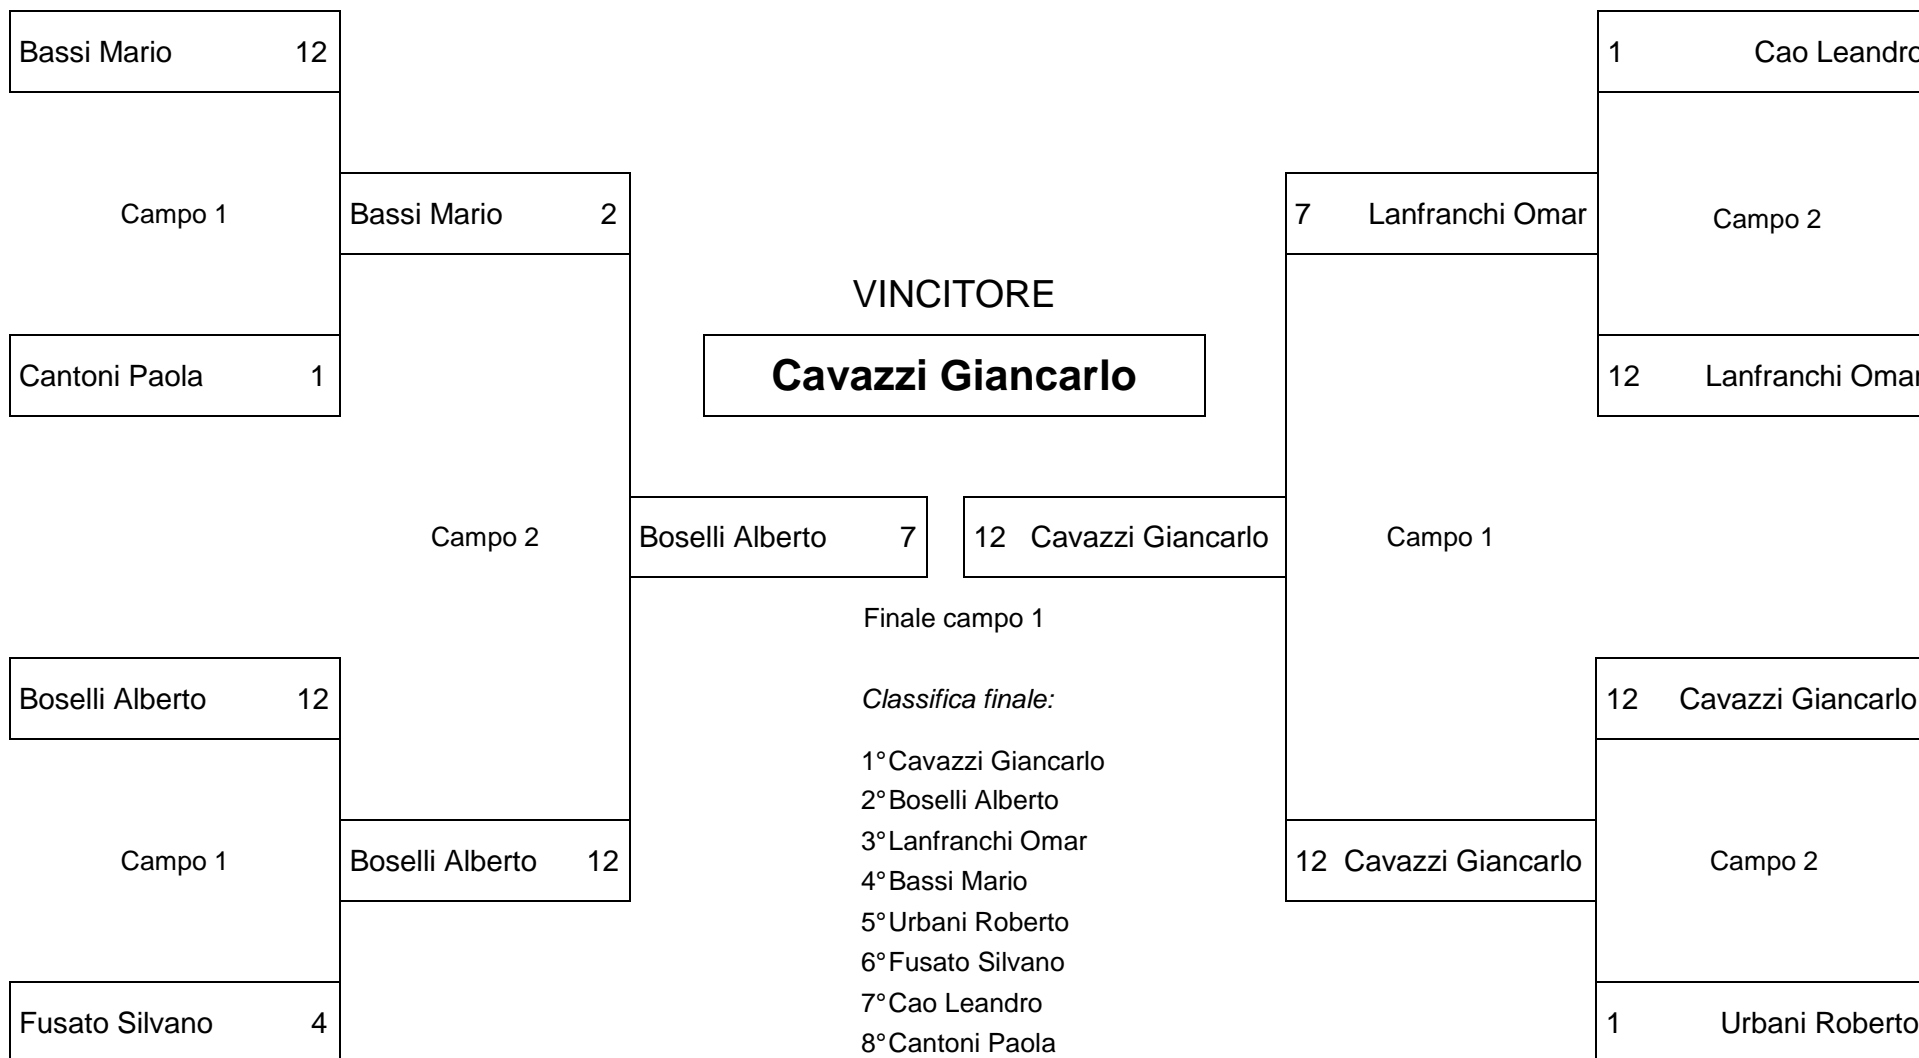 Bassi Mario 12
1 Cao Leandro
Campo 1
Bassi Mario 2
7 Lanfranchi Omar
Campo 2
VINCITORE
Cantoni Paola 1
Cavazzi Giancarlo
12 Lanfranchi Omar
Campo 2
Boselli Alberto 7
12 Cavazzi Giancarlo
Campo 1
Finale campo 1
Boselli Alberto 12
Classifica finale:
12 Cavazzi Giancarlo
1° Cavazzi Giancarlo
2° Boselli Alberto
3° Lanfranchi Omar
Campo 1
Boselli Alberto 12
12 Cavazzi Giancarlo
Campo 2
4° Bassi Mario
5° Urbani Roberto
6° Fusato Silvano
7° Cao Leandro
Fusato Silvano 4
1 Urbani Roberto
8° Cantoni Paola